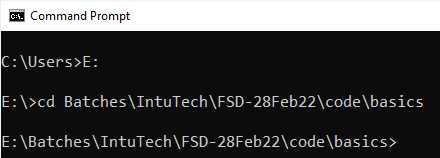 Command Prompt
C:\Users>E:
E:\>cd Batches\IntuTech\FSD-28Feb22\code\basics
E:\Batches\IntuTech\FSD-28Feb22\code\basics>